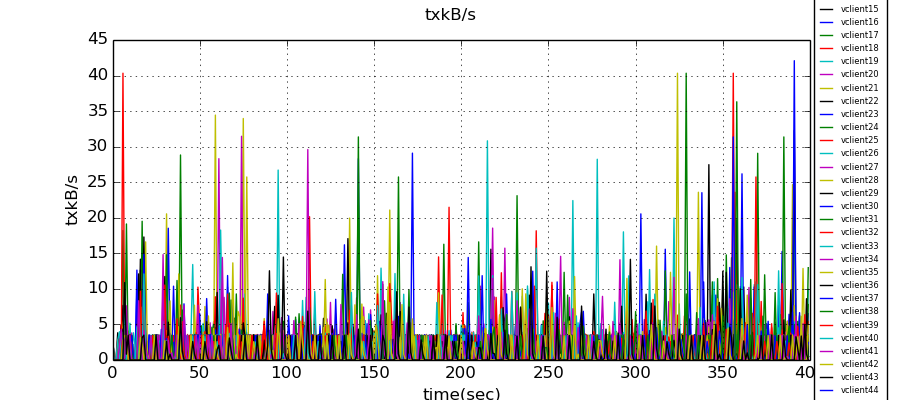 txkB/s
45
40
35
30
25
20
15
10
5
0
txkB/s
0 50 100 150 200 250 300 350 40
time(sec)
vclient15
vclient16
vclient17
vclient18
vclient19
vclient20
vclient21
vclient22
vclient23
vclient24
vclient25
vclient26
vclient27
vclient28
vclient29
vclient30
vclient31
vclient32
vclient33
vclient34
vclient35
vclient36
vclient37
vclient38
vclient39
vclient40
vclient41
vclient42
vclient43
vclient44